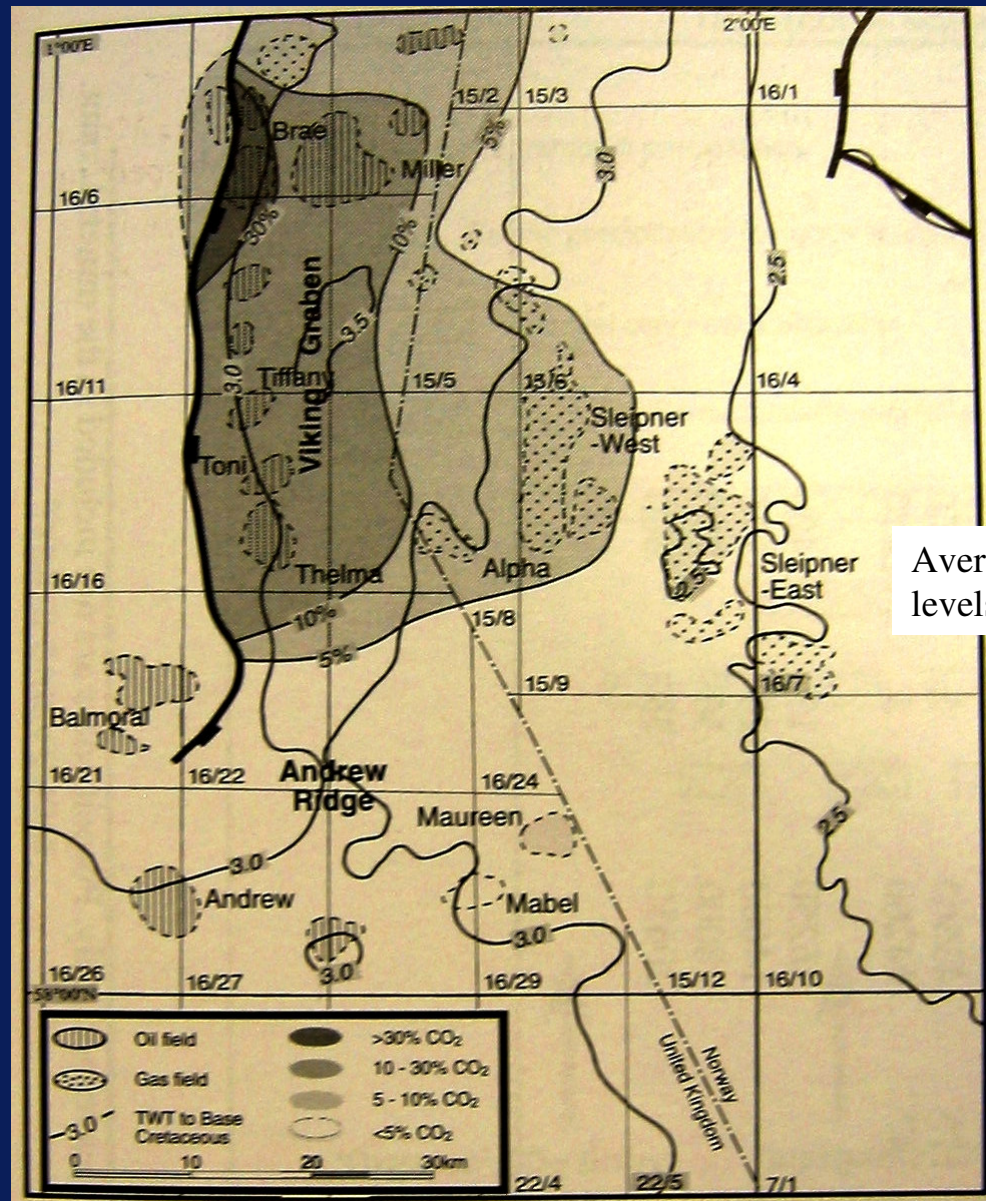 1°00'E
2°00'E
15/2
15/3
16/1
Brae
5%
Miller
3.0
16/6
30%
10%
2.5
Viking Graben
3.5
3.0
Tiffany
16/11
15/5
15/6
16/4
Sleipner
-West
Toni
Thelma
Alpha
2.5
Sleipner
-East
Aver
levels
16/16
10%
15/8
5%
15/9
16/7
Balmoral
16/21
16/22
Andrew
Ridge
16/24
Maureen
2.5
3.0
Andrew
Mabel
3.0
3.0
16/26
16/27
16/29
15/12
16/10
58°00'N
Oil field
Gas field
3.0
TWT to Base
Cretaceous
>30% CO₂
10 - 30% CO₂
5 - 10% CO₂
<5% CO₂
0 10 20 30km
Norway
United Kingdom
22/4
22/5
7/1